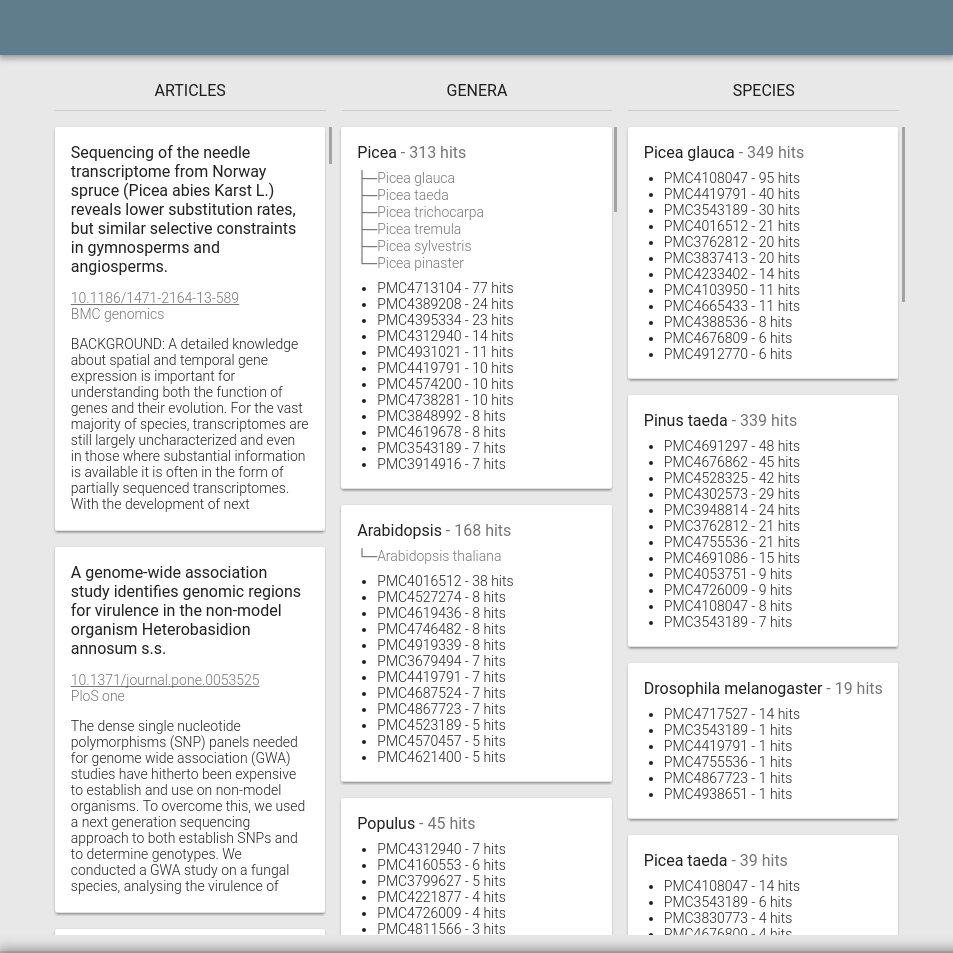 ARTICLES
Sequencing of the needle
transcriptome from Norway
spruce (Picea abies Karst L.)
reveals lower substitution rates,
but similar selective constraints
in gymnosperms and
angiosperms.
10.1186/1471-2164-13-589
BMC genomics
BACKGROUND: A detailed knowledge
about spatial and temporal gene
expression is important for
understanding both the function of
genes and their evolution. For the vast
majority of species, transcriptomes are
still largely uncharacterized and even
in those where substantial information
is available it is often in the form of
partially sequenced transcriptomes.
With the development of next
A genome-wide association
study identifies genomic regions
for virulence in the non-model
organism Heterobasidion
annosum s.s.
10.1371/journal.pone.0053525
PloS one
The dense single nucleotide
polymorphisms (SNP) panels needed
for genome wide association (GWA)
studies have hitherto been expensive
to establish and use on non-model
organisms. To overcome this, we used
a next generation sequencing
approach to both establish SNPs and
to determine genotypes. We
conducted a GWA study on a fungal
species, analysing the virulence of
GENERA
Picea - 313 hits
Picea glauca
Picea taeda
Picea trichocarpa
Picea tremula
Picea sylvestris
Picea pinaster
PMC4713104 - 77 hits
PMC4389208 - 24 hits
PMC4395334 - 23 hits
PMC4312940 - 14 hits
PMC4931021 - 11 hits
PMC4419791 - 10 hits
PMC4574200 - 10 hits
PMC4738281 - 10 hits
PMC3848992 - 8 hits
PMC4619678 - 8 hits
PMC3543189 - 7 hits
PMC3914916 - 7 hits
Arabidopsis - 168 hits
Arabidopsis thaliana
PMC4016512 - 38 hits
PMC4527274 - 8 hits
PMC4619436 - 8 hits
PMC4746482 - 8 hits
PMC4919339 - 8 hits
PMC3679494 - 7 hits
PMC4419791 - 7 hits
PMC4687524 - 7 hits
PMC4867723 - 7 hits
PMC4523189 - 5 hits
PMC4570457 - 5 hits
PMC4621400 - 5 hits
Populus - 45 hits
PMC4312940 - 7 hits
PMC4160553 - 6 hits
PMC3799627 - 5 hits
PMC4221877 - 4 hits
PMC4726009 - 4 hits
PMC4811566 - 3 hits
SPECIES
Picea glauca - 349 hits
PMC4108047 - 95 hits
PMC4419791 - 40 hits
PMC3543189 - 30 hits
PMC4016512 - 21 hits
PMC3762812 - 20 hits
PMC3837413 - 20 hits
PMC4233402 - 14 hits
PMC4103950 - 11 hits
PMC4665433 - 11 hits
PMC4388536 - 8 hits
PMC4676809 - 6 hits
PMC4912770 - 6 hits
Pinus taeda - 339 hits
PMC4691297 - 48 hits
PMC4676862 - 45 hits
PMC4528325 - 42 hits
PMC4302573 - 29 hits
PMC3948814 - 24 hits
PMC3762812 - 21 hits
PMC4755536 - 21 hits
PMC4691086 - 15 hits
PMC4053751 - 9 hits
PMC4726009 - 9 hits
PMC4108047 - 8 hits
PMC3543189 - 7 hits
Drosophila melanogaster - 19 hits
PMC4717527 - 14 hits
PMC3543189 - 1 hits
PMC4419791 - 1 hits
PMC4755536 - 1 hits
PMC4867723 - 1 hits
PMC4938651 - 1 hits
Picea taeda - 39 hits
PMC4108047 - 14 hits
PMC3543189 - 6 hits
PMC3830773 - 4 hits
PMC4676809 - 4 hits